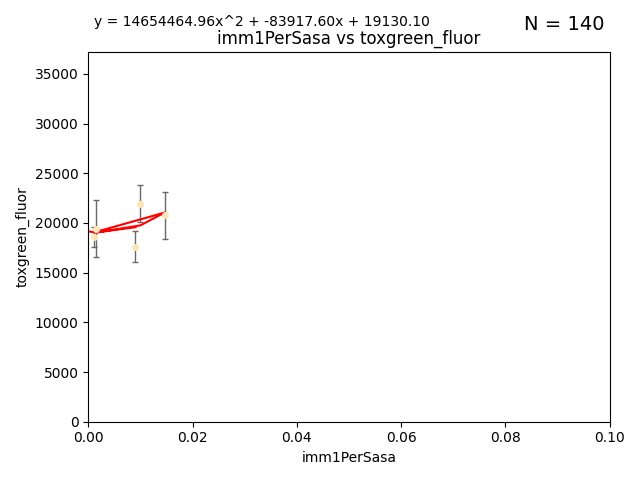 y = 14654464.96x^2 + -83917.60x + 19130.10
N = 140
imm1PerSasa vs toxgreen_fluor
35000
30000
25000
20000
15000
10000
5000
0
toxgreen_fluor
0.00 0.02 0.04 0.06 0.08 0.10
imm1PerSasa